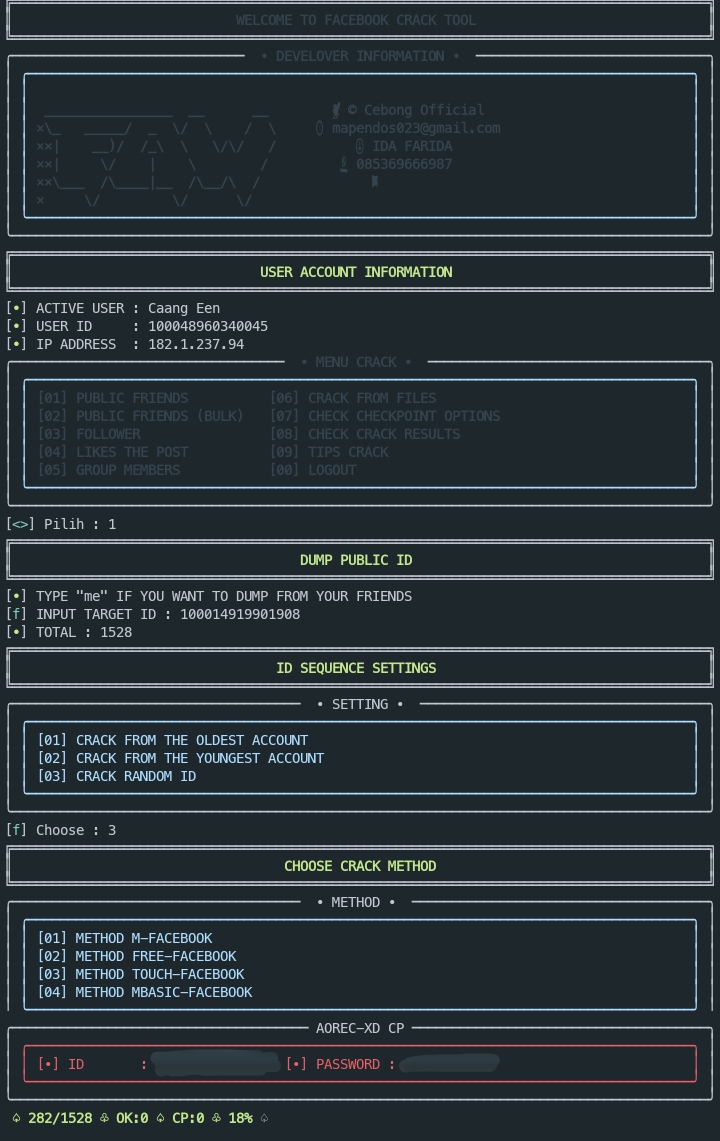 WELCOME TO FACEBOOK CRACK TOOL
• DEVELOVER INFORMATION •
© Cebong Official
mapendos023@gmail.com
IDA FARIDA
085369666987
USER ACCOUNT INFORMATION
[•] ACTIVE USER : Caang Een
[•] USER ID     : 100048960340045
[•] IP ADDRESS  : 182.1.237.94
• MENU CRACK •
[01] PUBLIC FRIENDS          [06] CRACK FROM FILES
[02] PUBLIC FRIENDS (BULK)   [07] CHECK CHECKPOINT OPTIONS
[03] FOLLOWER                [08] CHECK CRACK RESULTS
[04] LIKES THE POST          [09] TIPS CRACK
[05] GROUP MEMBERS           [00] LOGOUT
[<>] Pilih : 1
DUMP PUBLIC ID
[•] TYPE "me" IF YOU WANT TO DUMP FROM YOUR FRIENDS
[f] INPUT TARGET ID : 100014919901908
[•] TOTAL : 1528
ID SEQUENCE SETTINGS
• SETTING •
[01] CRACK FROM THE OLDEST ACCOUNT
[02] CRACK FROM THE YOUNGEST ACCOUNT
[03] CRACK RANDOM ID
[f] Choose : 3
CHOOSE CRACK METHOD
• METHOD •
[01] METHOD M-FACEBOOK
[02] METHOD FREE-FACEBOOK
[03] METHOD TOUCH-FACEBOOK
[04] METHOD MBASIC-FACEBOOK
AOREC-XD CP
[•] ID       : [•] PASSWORD :
♤ 282/1528 ♧ OK:0 ♤ CP:0 ♧ 18% ♤